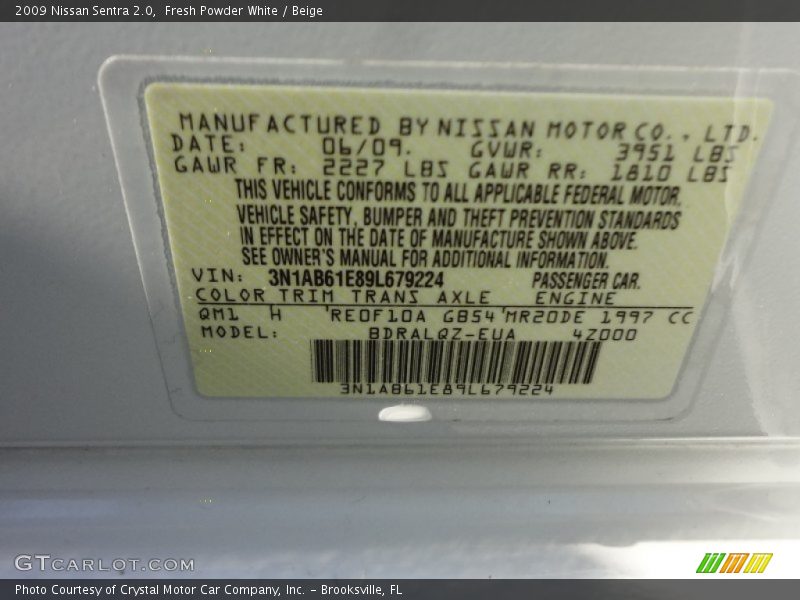 2009 Nissan Sentra 2.0,  Fresh Powder White / Beige
MANUFACTURED BY NISSAN MOTOR CO., LTD.
DATE: 06/09. GVWR: 3951 LBS
GAWR FR: 2227 LBS GAWR RR: 1810 LBS
THIS VEHICLE CONFORMS TO ALL APPLICABLE FEDERAL MOTOR.
VEHICLE SAFETY, BUMPER AND THEFT PREVENTION STANDARDS
IN EFFECT ON THE DATE OF MANUFACTURE SHOWN ABOVE.
SEE OWNER'S MANUAL FOR ADDITIONAL INFORMATION.
VIN: 3N1AB61E89L679224 PASSENGER CAR.
COLOR TRIM TRANS AXLE ENGINE
QM1 H 'RE0F10A GB54 'MR20DE 1997 CC
MODEL: BDRALQZ-EUA 4Z000
3N1AB61E89L679224
GTCARLOT.COM
Photo Courtesy of Crystal Motor Car Company, Inc. – Brooksville, FL